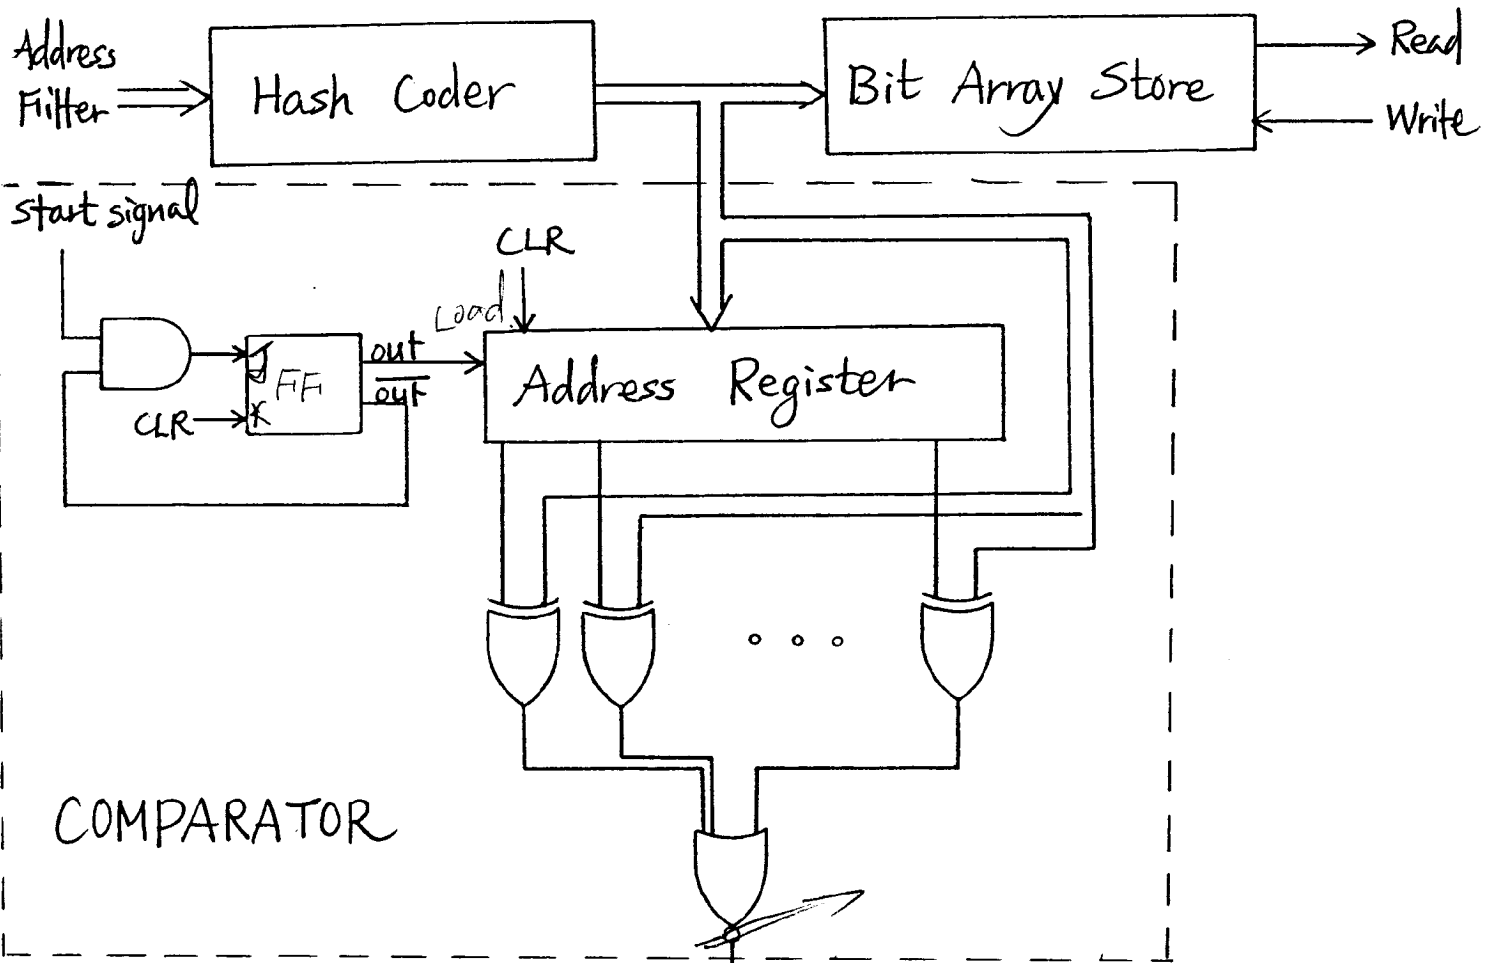 Address
Filter
Hash Coder
Bit Array Store
Read
Write
start signal
CLR
Load
out
out
J
FF
K
CLR
Address Register
COMPARATOR